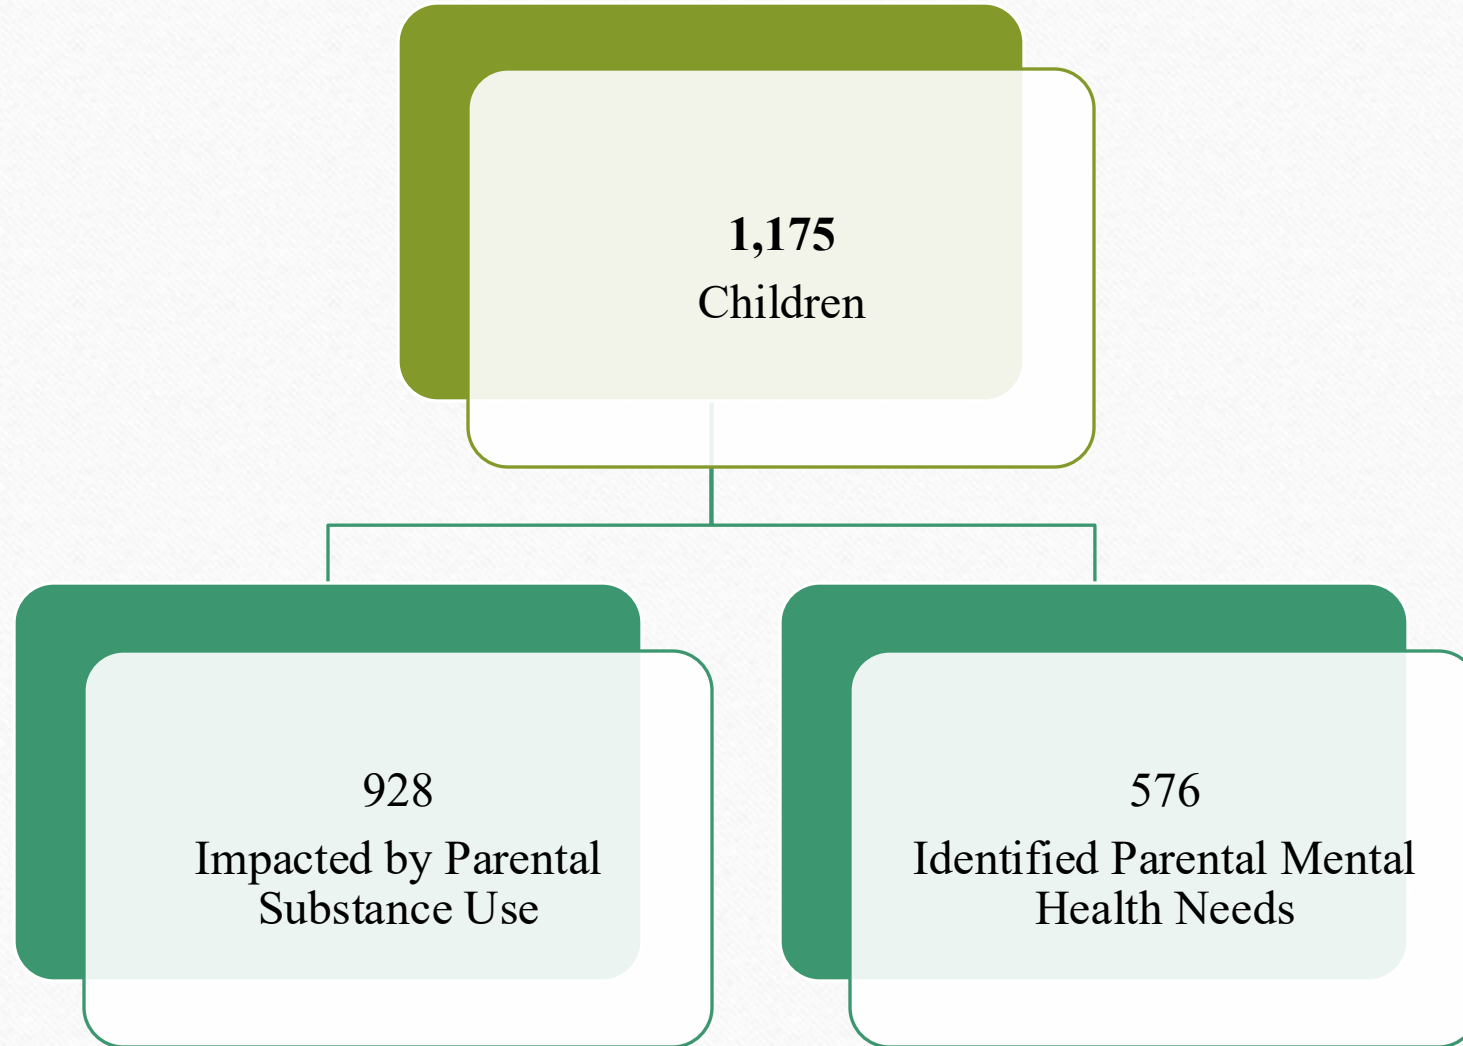 1,175
Children
928
Impacted by Parental
Substance Use
576
Identified Parental Mental
Health Needs